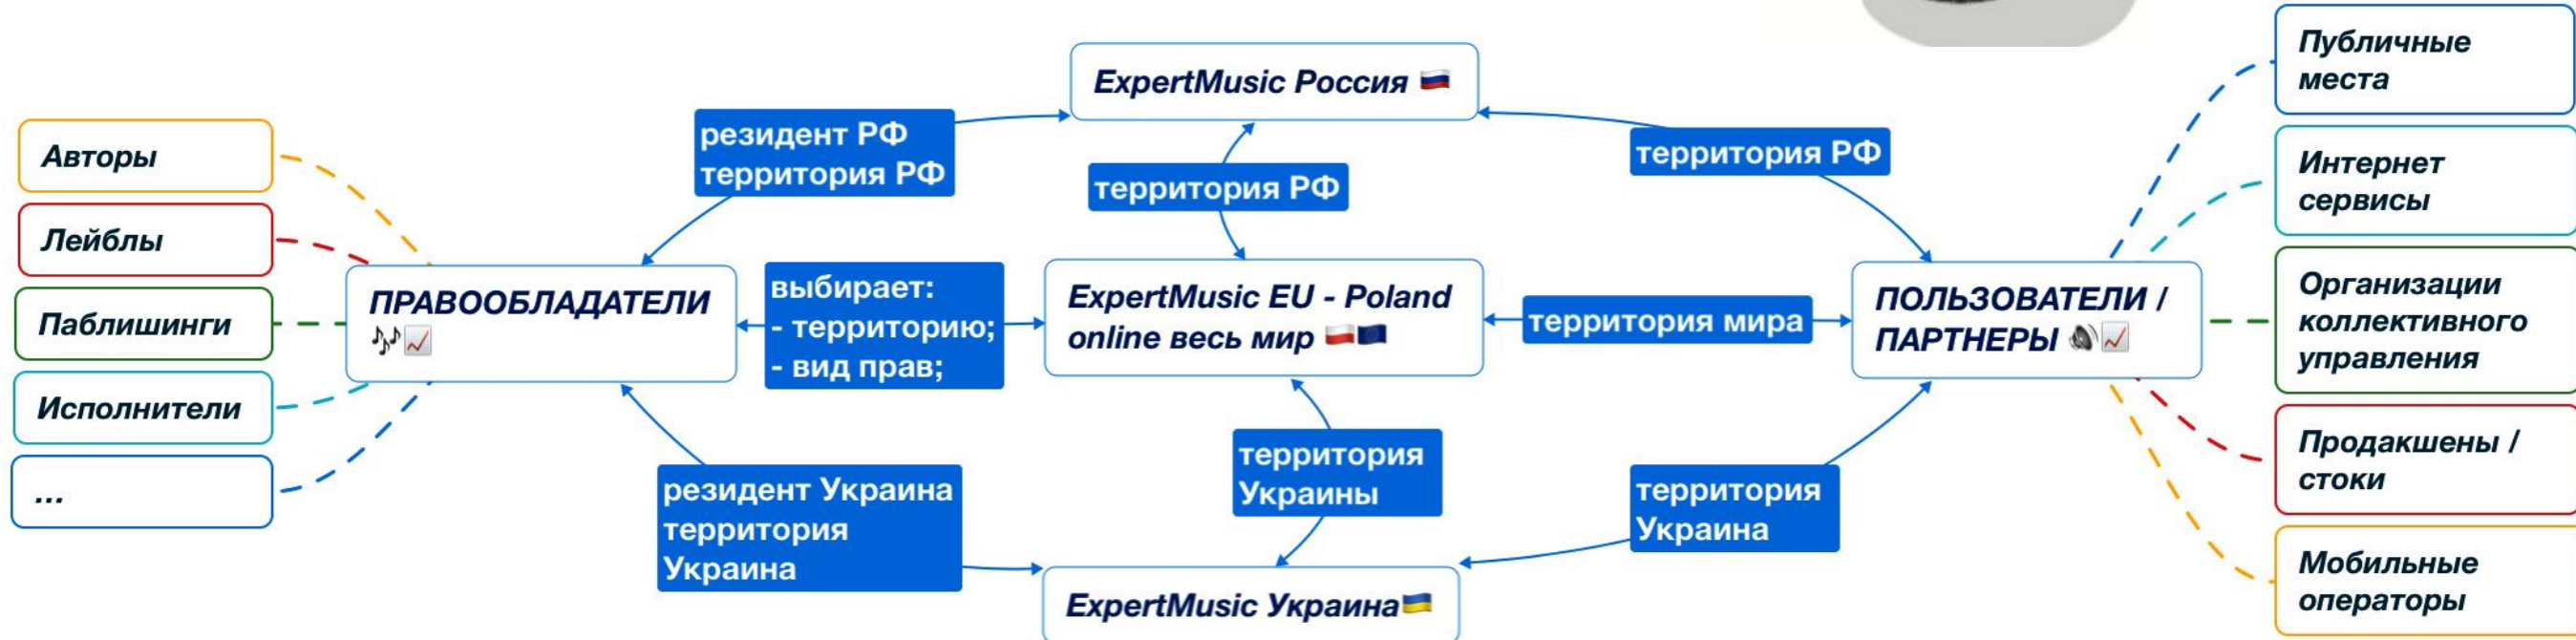 Авторы
Лейблы
Паблишинги
Исполнители
...
ПРАВООБЛАДАТЕЛИ
резидент РФ
территория РФ
выбирает:
- территорию;
- вид прав;
резидент Украина
территория
Украина
ExpertMusic Россия
территория РФ
ExpertMusic EU - Poland
online весь мир
территория
Украины
ExpertMusic Украина
территория РФ
территория мира
территория
Украина
ПОЛЬЗОВАТЕЛИ /
ПАРТНЕРЫ
Публичные
места
Интернет
сервисы
Организации
коллективного
управления
Продакшены /
стоки
Мобильные
операторы